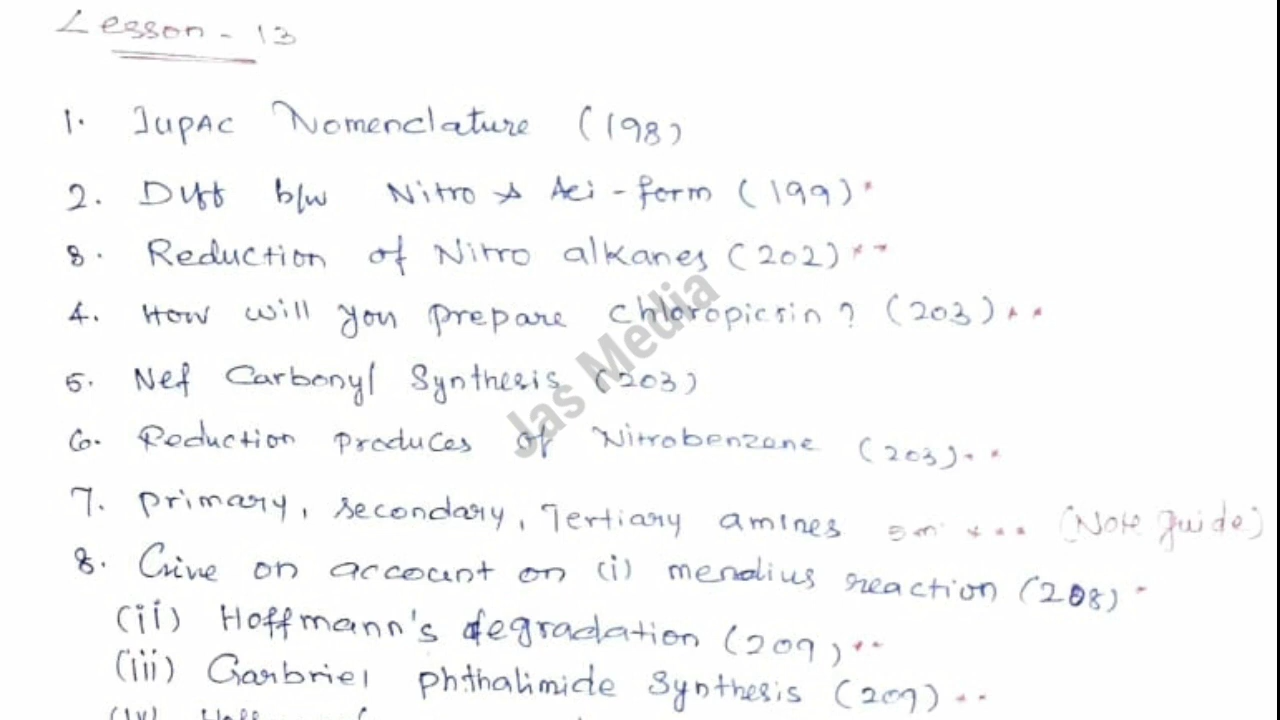 Lesson - 13
1. IUPAC Nomenclature (198)
2. Diff b/w Nitro & Aci - form (199) *
3. Reduction of Nitro alkanes (202) **
4. How will you prepare chloropicrin ? (203) **
5. Nef Carbonyl Synthesis (203)
6. Reduction produces of Nitrobenzene (203) **
7. primary, secondary, Tertiary amines 5m *** (Note guide)
8. Give on account on (i) mendius reaction (208) *
(ii) Hoffmann's degradation (209) **
(iii) Garbriel phthalimide synthesis (209) **
(iv)
Jas Media